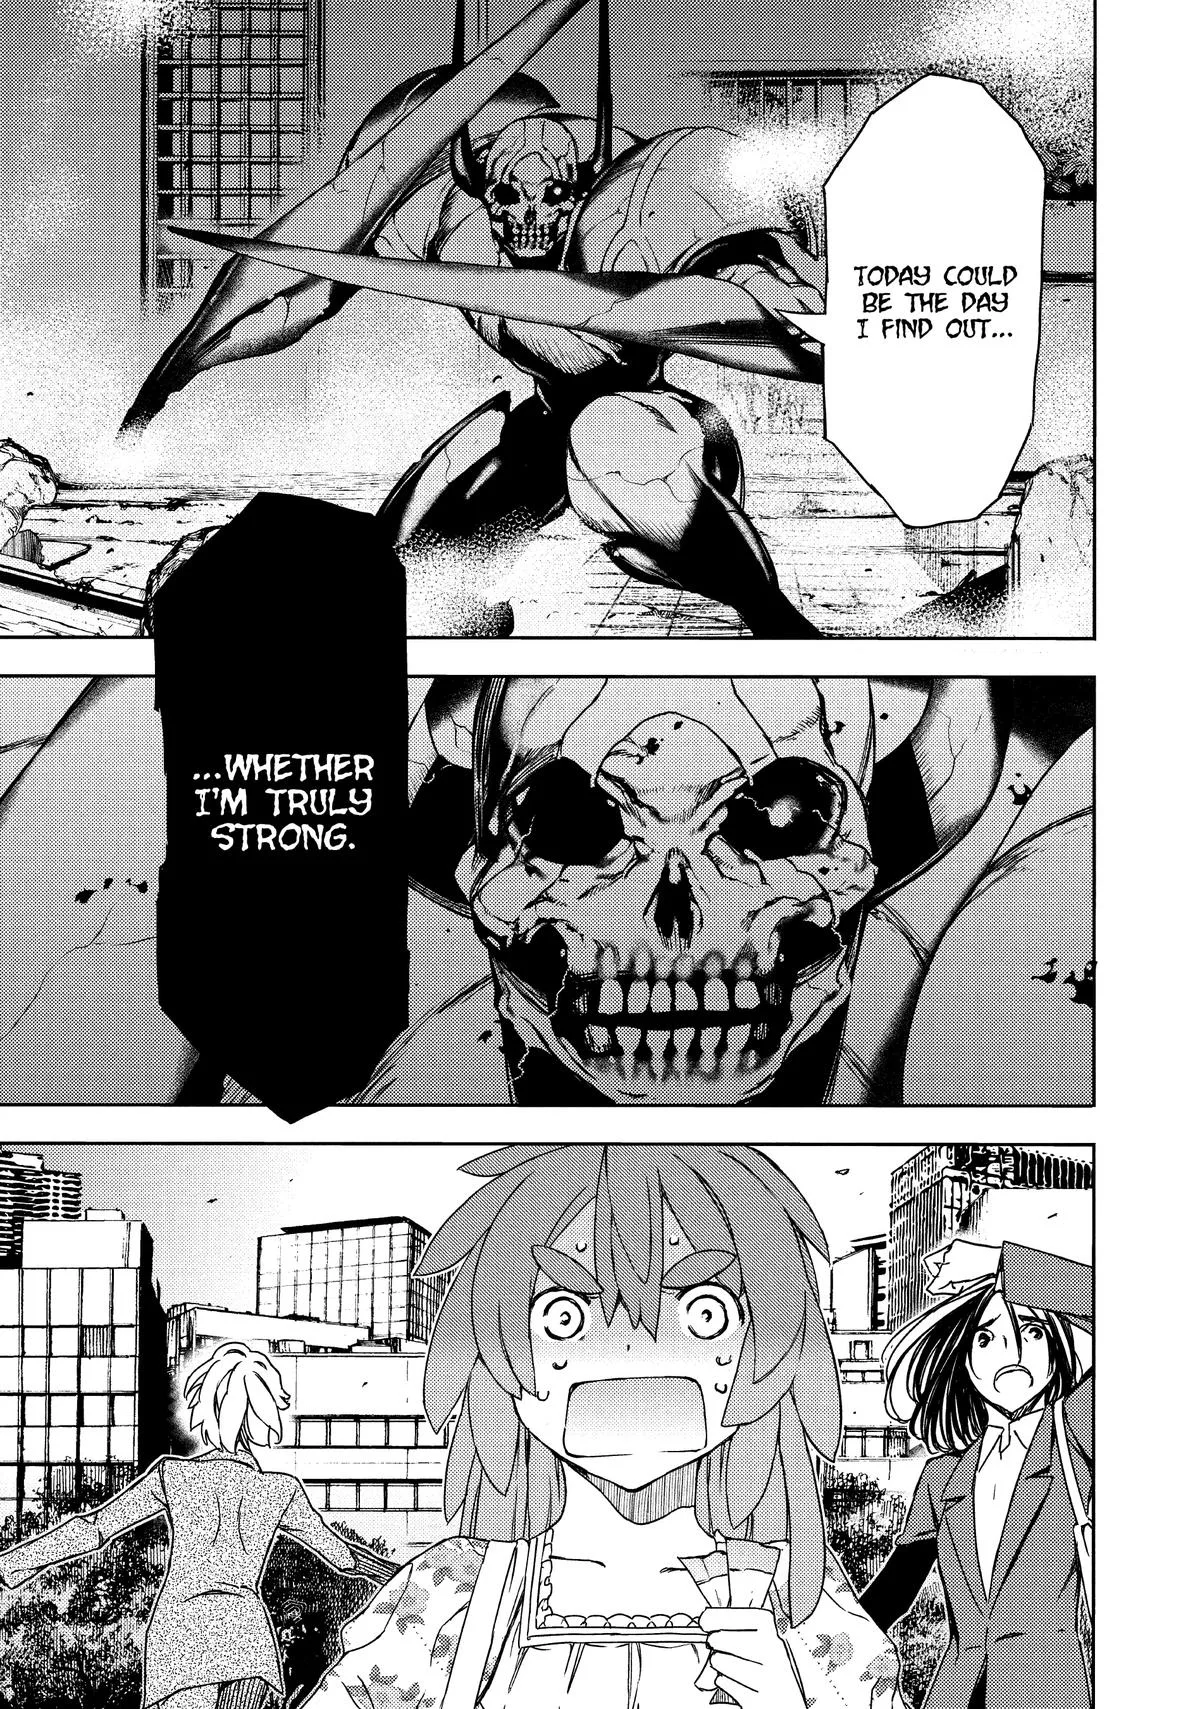 TODAY COULD
BE THE DAY
I FIND OUT...
...WHETHER
I'M TRULY
STRONG.